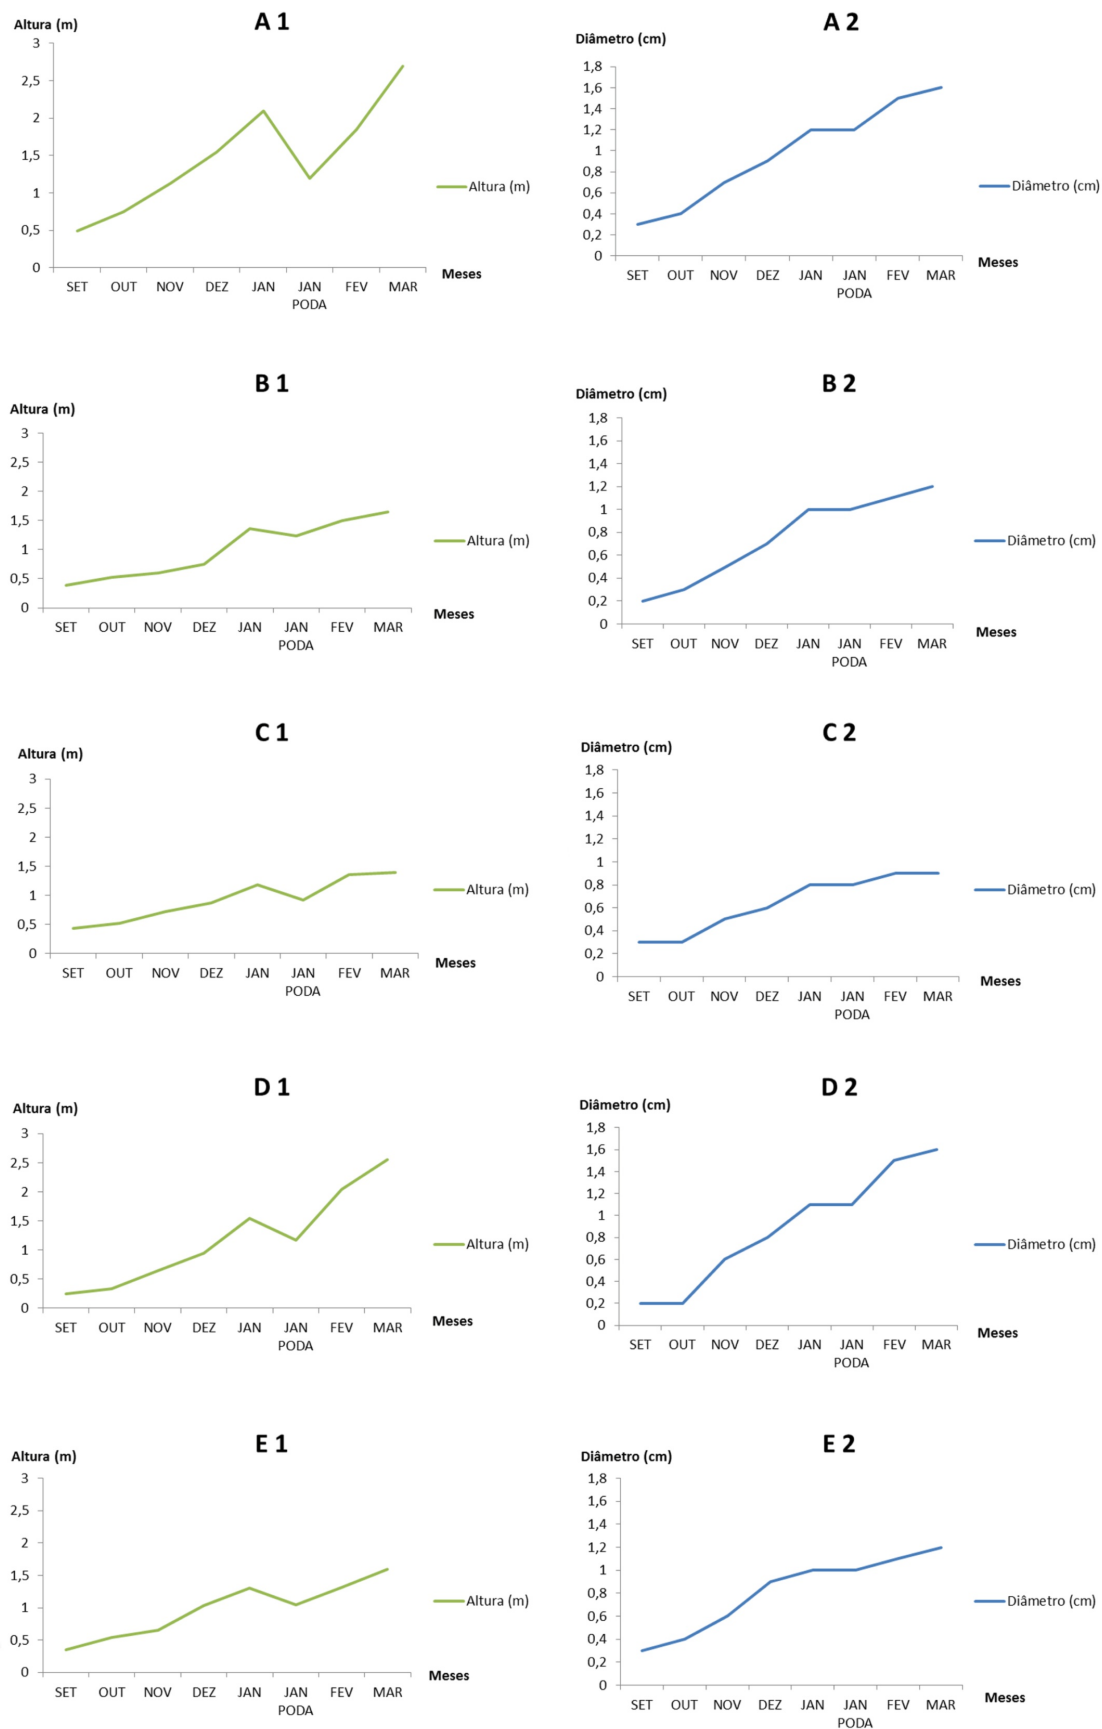 A 1
Altura (m)
3
2,5
2
1,5
1
0,5
0
SET OUT NOV DEZ JAN JAN PODA FEV MAR
Meses
Altura (m)
A 2
Diâmetro (cm)
1,8
1,6
1,4
1,2
1
0,8
0,6
0,4
0,2
0
SET OUT NOV DEZ JAN JAN PODA FEV MAR
Meses
Diâmetro (cm)
B 1
Altura (m)
3
2,5
2
1,5
1
0,5
0
SET OUT NOV DEZ JAN JAN PODA FEV MAR
Meses
Altura (m)
B 2
Diâmetro (cm)
1,8
1,6
1,4
1,2
1
0,8
0,6
0,4
0,2
0
SET OUT NOV DEZ JAN JAN PODA FEV MAR
Meses
Diâmetro (cm)
C 1
Altura (m)
3
2,5
2
1,5
1
0,5
0
SET OUT NOV DEZ JAN JAN PODA FEV MAR
Meses
Altura (m)
C 2
Diâmetro (cm)
1,8
1,6
1,4
1,2
1
0,8
0,6
0,4
0,2
0
SET OUT NOV DEZ JAN JAN PODA FEV MAR
Meses
Diâmetro (cm)
D 1
Altura (m)
3
2,5
2
1,5
1
0,5
0
SET OUT NOV DEZ JAN JAN PODA FEV MAR
Meses
Altura (m)
D 2
Diâmetro (cm)
1,8
1,6
1,4
1,2
1
0,8
0,6
0,4
0,2
0
SET OUT NOV DEZ JAN JAN PODA FEV MAR
Meses
Diâmetro (cm)
E 1
Altura (m)
3
2,5
2
1,5
1
0,5
0
SET OUT NOV DEZ JAN JAN PODA FEV MAR
Meses
Altura (m)
E 2
Diâmetro (cm)
1,8
1,6
1,4
1,2
1
0,8
0,6
0,4
0,2
0
SET OUT NOV DEZ JAN JAN PODA FEV MAR
Meses
Diâmetro (cm)